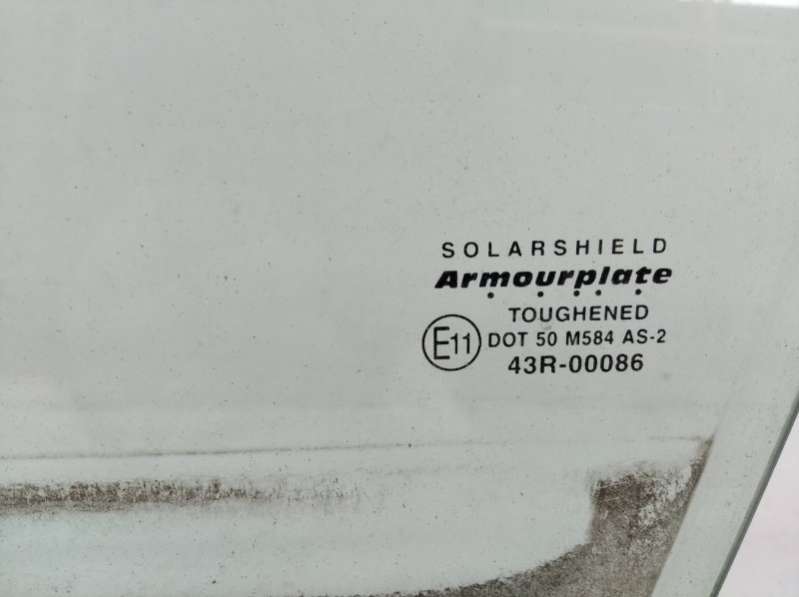 SOLARSHIELD
Armourplate
TOUGHENED
E11 DOT 50 M584 AS-2
43R-00086